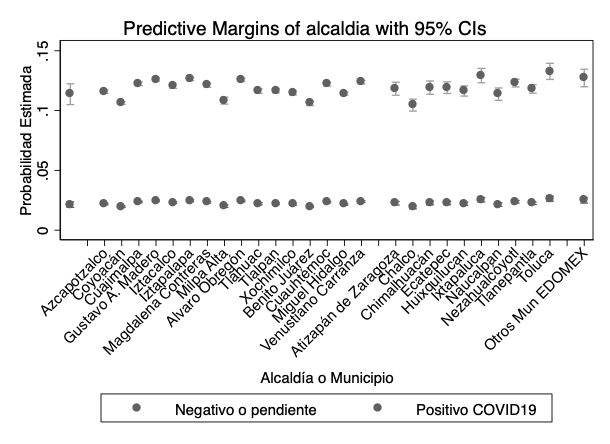 Predictive Margins of alcaldia with 95% CIs
Probabilidad Estimada
.15
.1
.05
0
Azcapotzalco
Coyoacan
Cuajimalpa
Gustavo A. Madero
Iztacalco
Iztapalapa
Magdalena Contreras
Milpa Alta
Alvaro Obregón
Tláhuac
Tlalpan
Xochimilco
Benito Juárez
Cuauhtemoc
Miguel Hidalgo
Venustiano Carranza
Atizapán de Zaragoza
Chalco
Chimalhuacán
Ecatepec
Huixquilucan
Ixtapaluca
Naucalpan
Nezahualcóyotl
Tlanepantla
Toluca
Otros Mun EDOMEX
Alcaldía o Municipio
Negativo o pendiente
Positivo COVID19